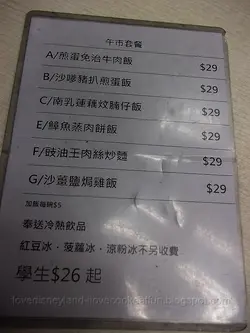 午市套餐
A/煎蛋免治牛肉飯 $29
B/沙嗲豬扒煎蛋飯 $29
C/南乳蓮藕炆腩仔飯 $29
E/鯪魚蒸肉餅飯 $29
F/豉油王肉絲炒麵 $29
G/沙薑鹽焗雞飯 $29
加飯每碗$5
奉送冷熱飲品
紅豆冰·菠蘿冰·涼粉冰不另收費
學生$26 起